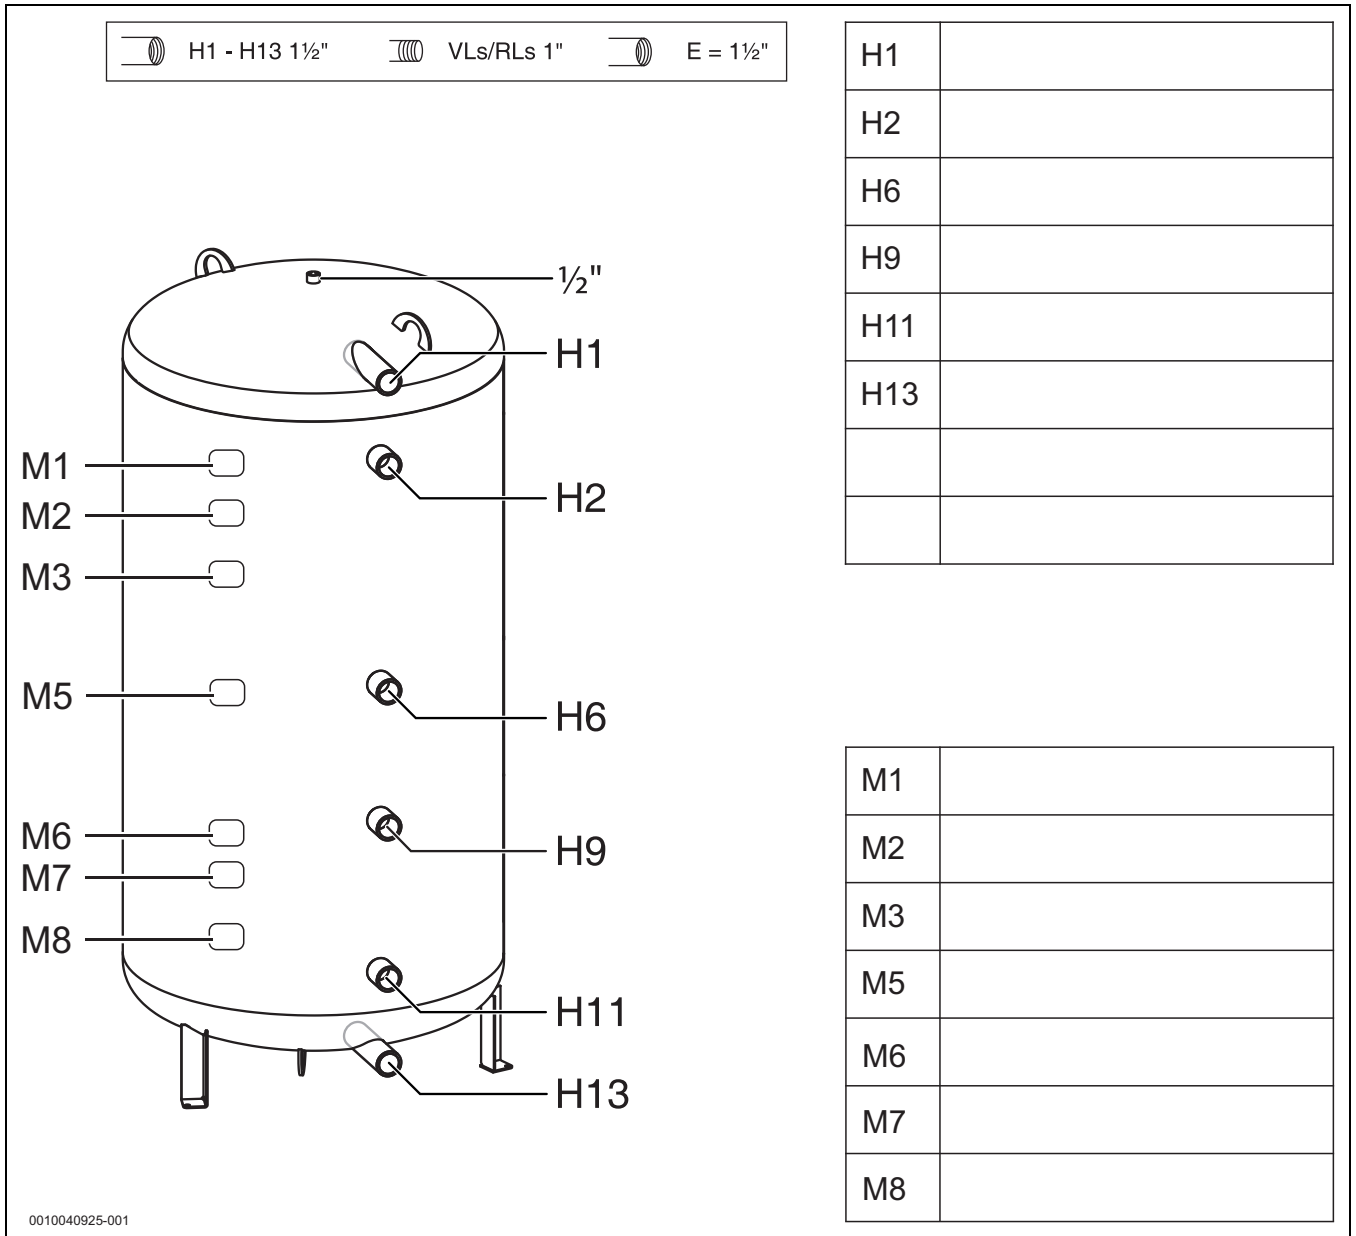 H1 - H13 1½" VLs/RLs 1" E = 1½"
½"
H1
H2
H6
H9
H11
H13
M1
M2
M3
M5
M6
M7
M8
H1
H2
H6
H9
H11
H13
M1
M2
M3
M5
M6
M7
M8
0010040925-001